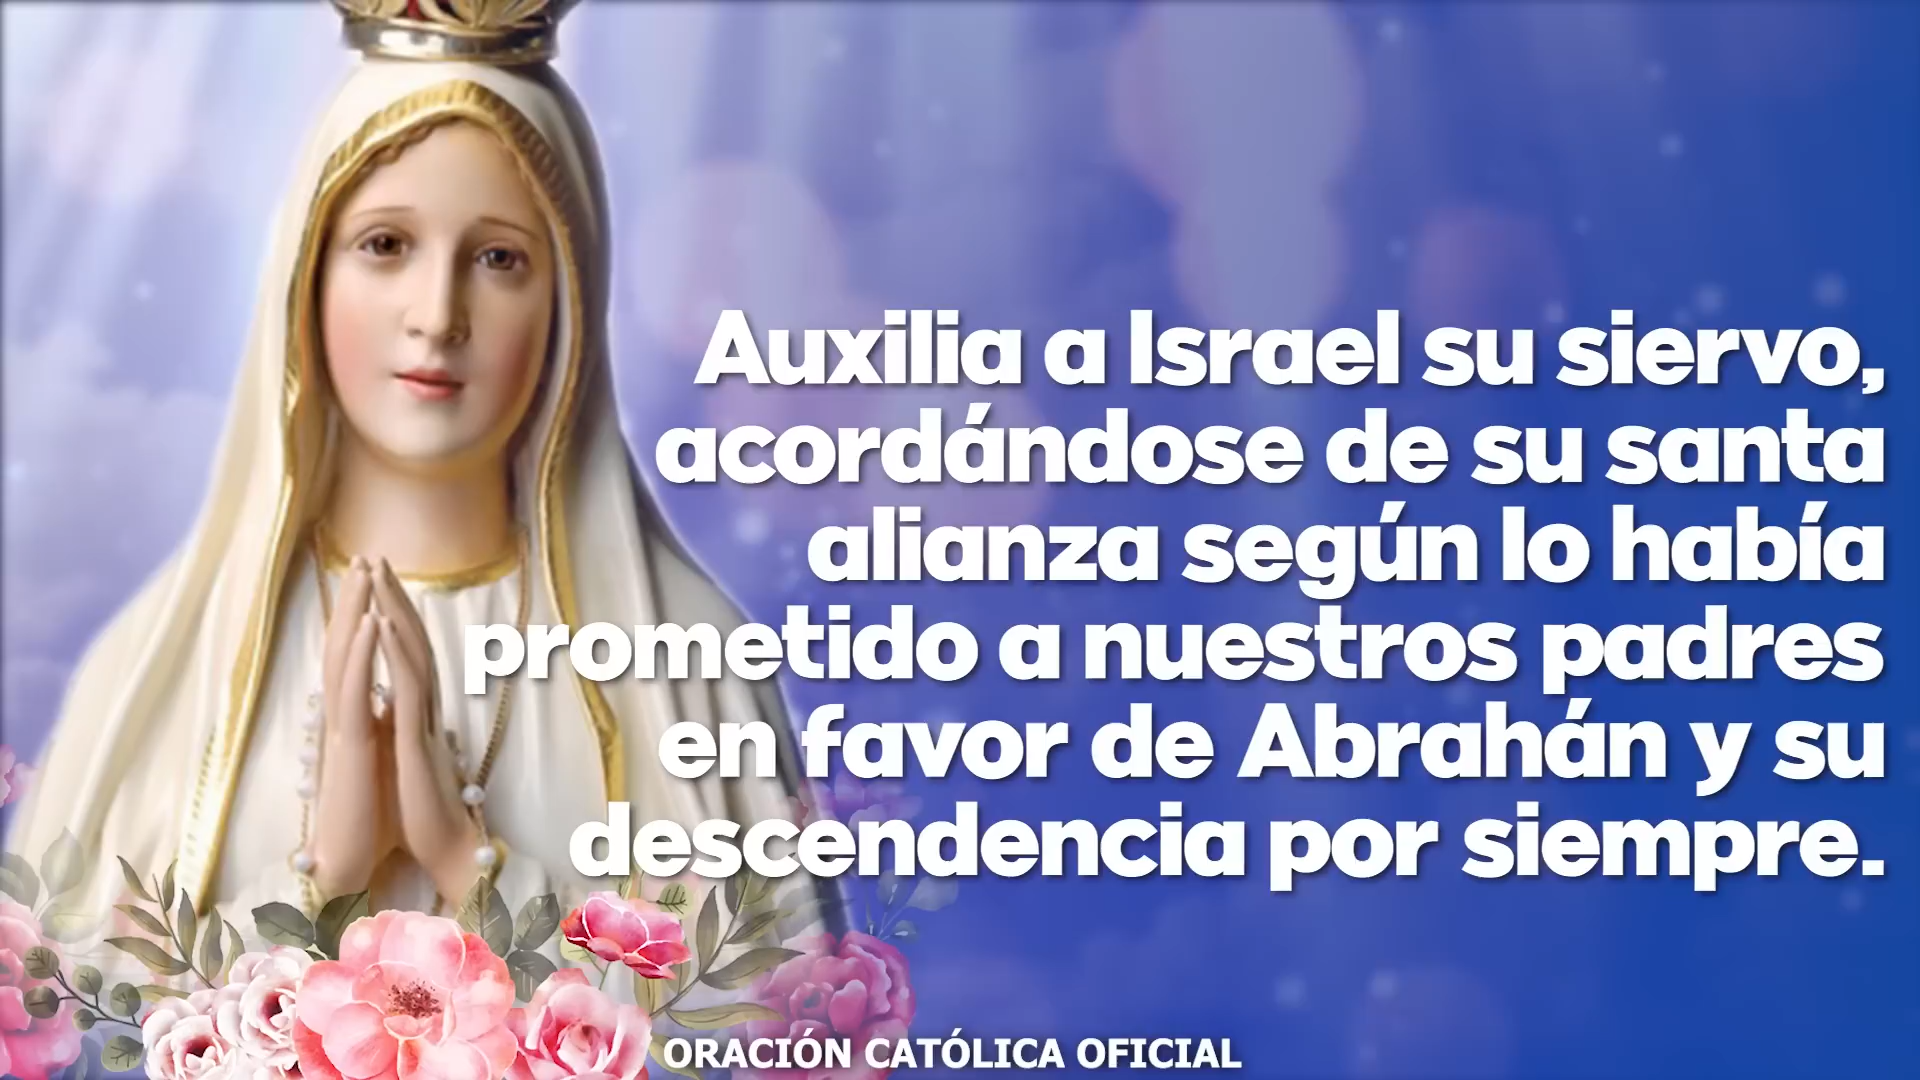 Auxilia a Israel su siervo,
acordándose de su santa
alianza según lo había
prometido a nuestros padres
en favor de Abrahán y su
descendencia por siempre.
ORACIÓN CATÓLICA OFICIAL